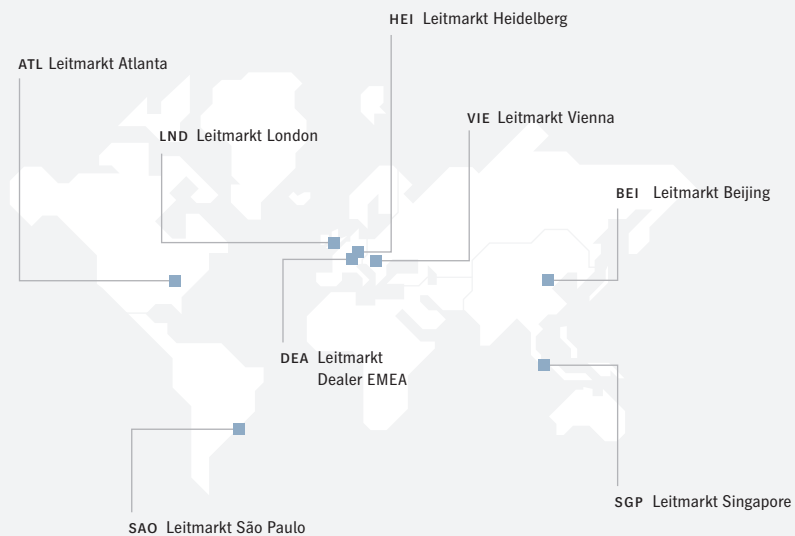 HEI Leitmarkt Heidelberg
ATL Leitmarkt Atlanta
VIE Leitmarkt Vienna
LND Leitmarkt London
BEI Leitmarkt Beijing
DEA Leitmarkt
Dealer EMEA
SGP Leitmarkt Singapore
SAO Leitmarkt São Paulo